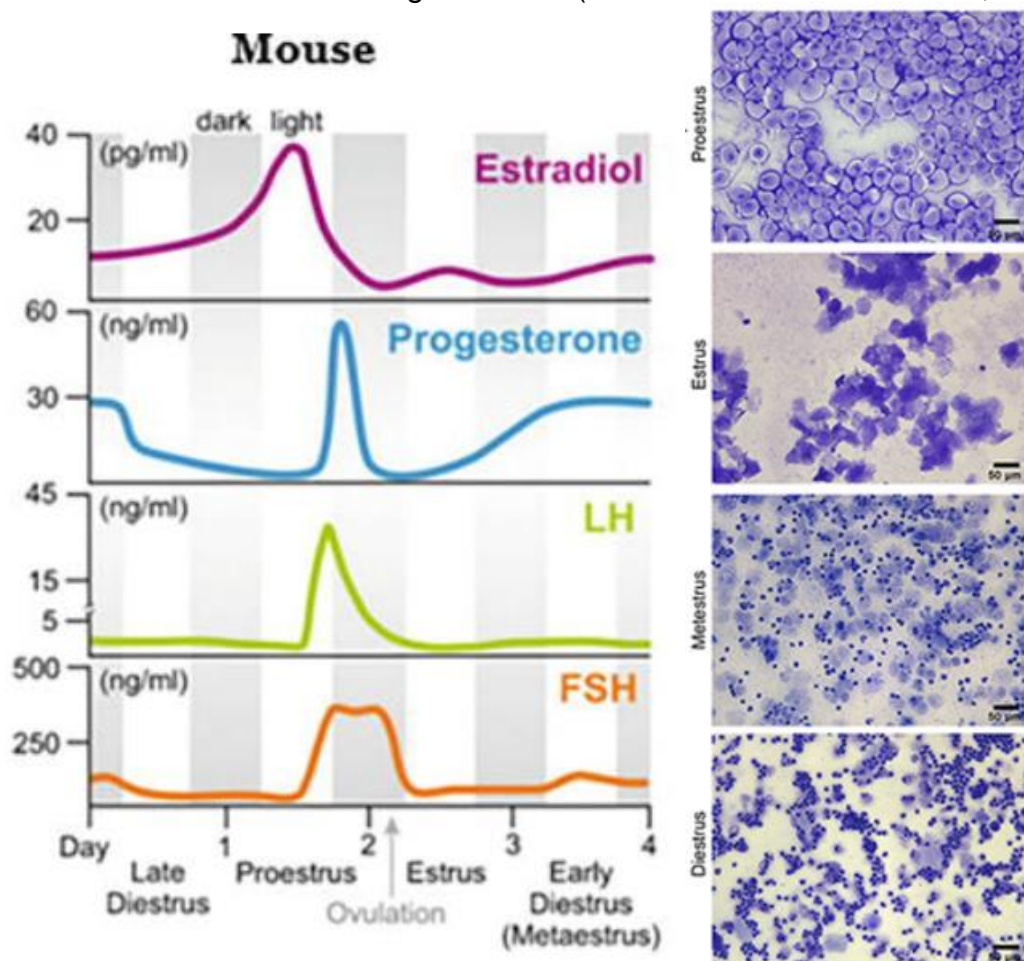 Mouse
dark light
40
(pg/ml)
Estradiol
20
60
(ng/ml)
Progesterone
30
45
(ng/ml)
LH
15
5
500
(ng/ml)
FSH
250
Day
1
2
3
4
Late
Diestrus
Proestrus
Estrus
Early
Diestrus
(Metaestrus)
Ovulation
Proestrus
Estrus
50 µm
Metestrus
50 µm
Diestrus